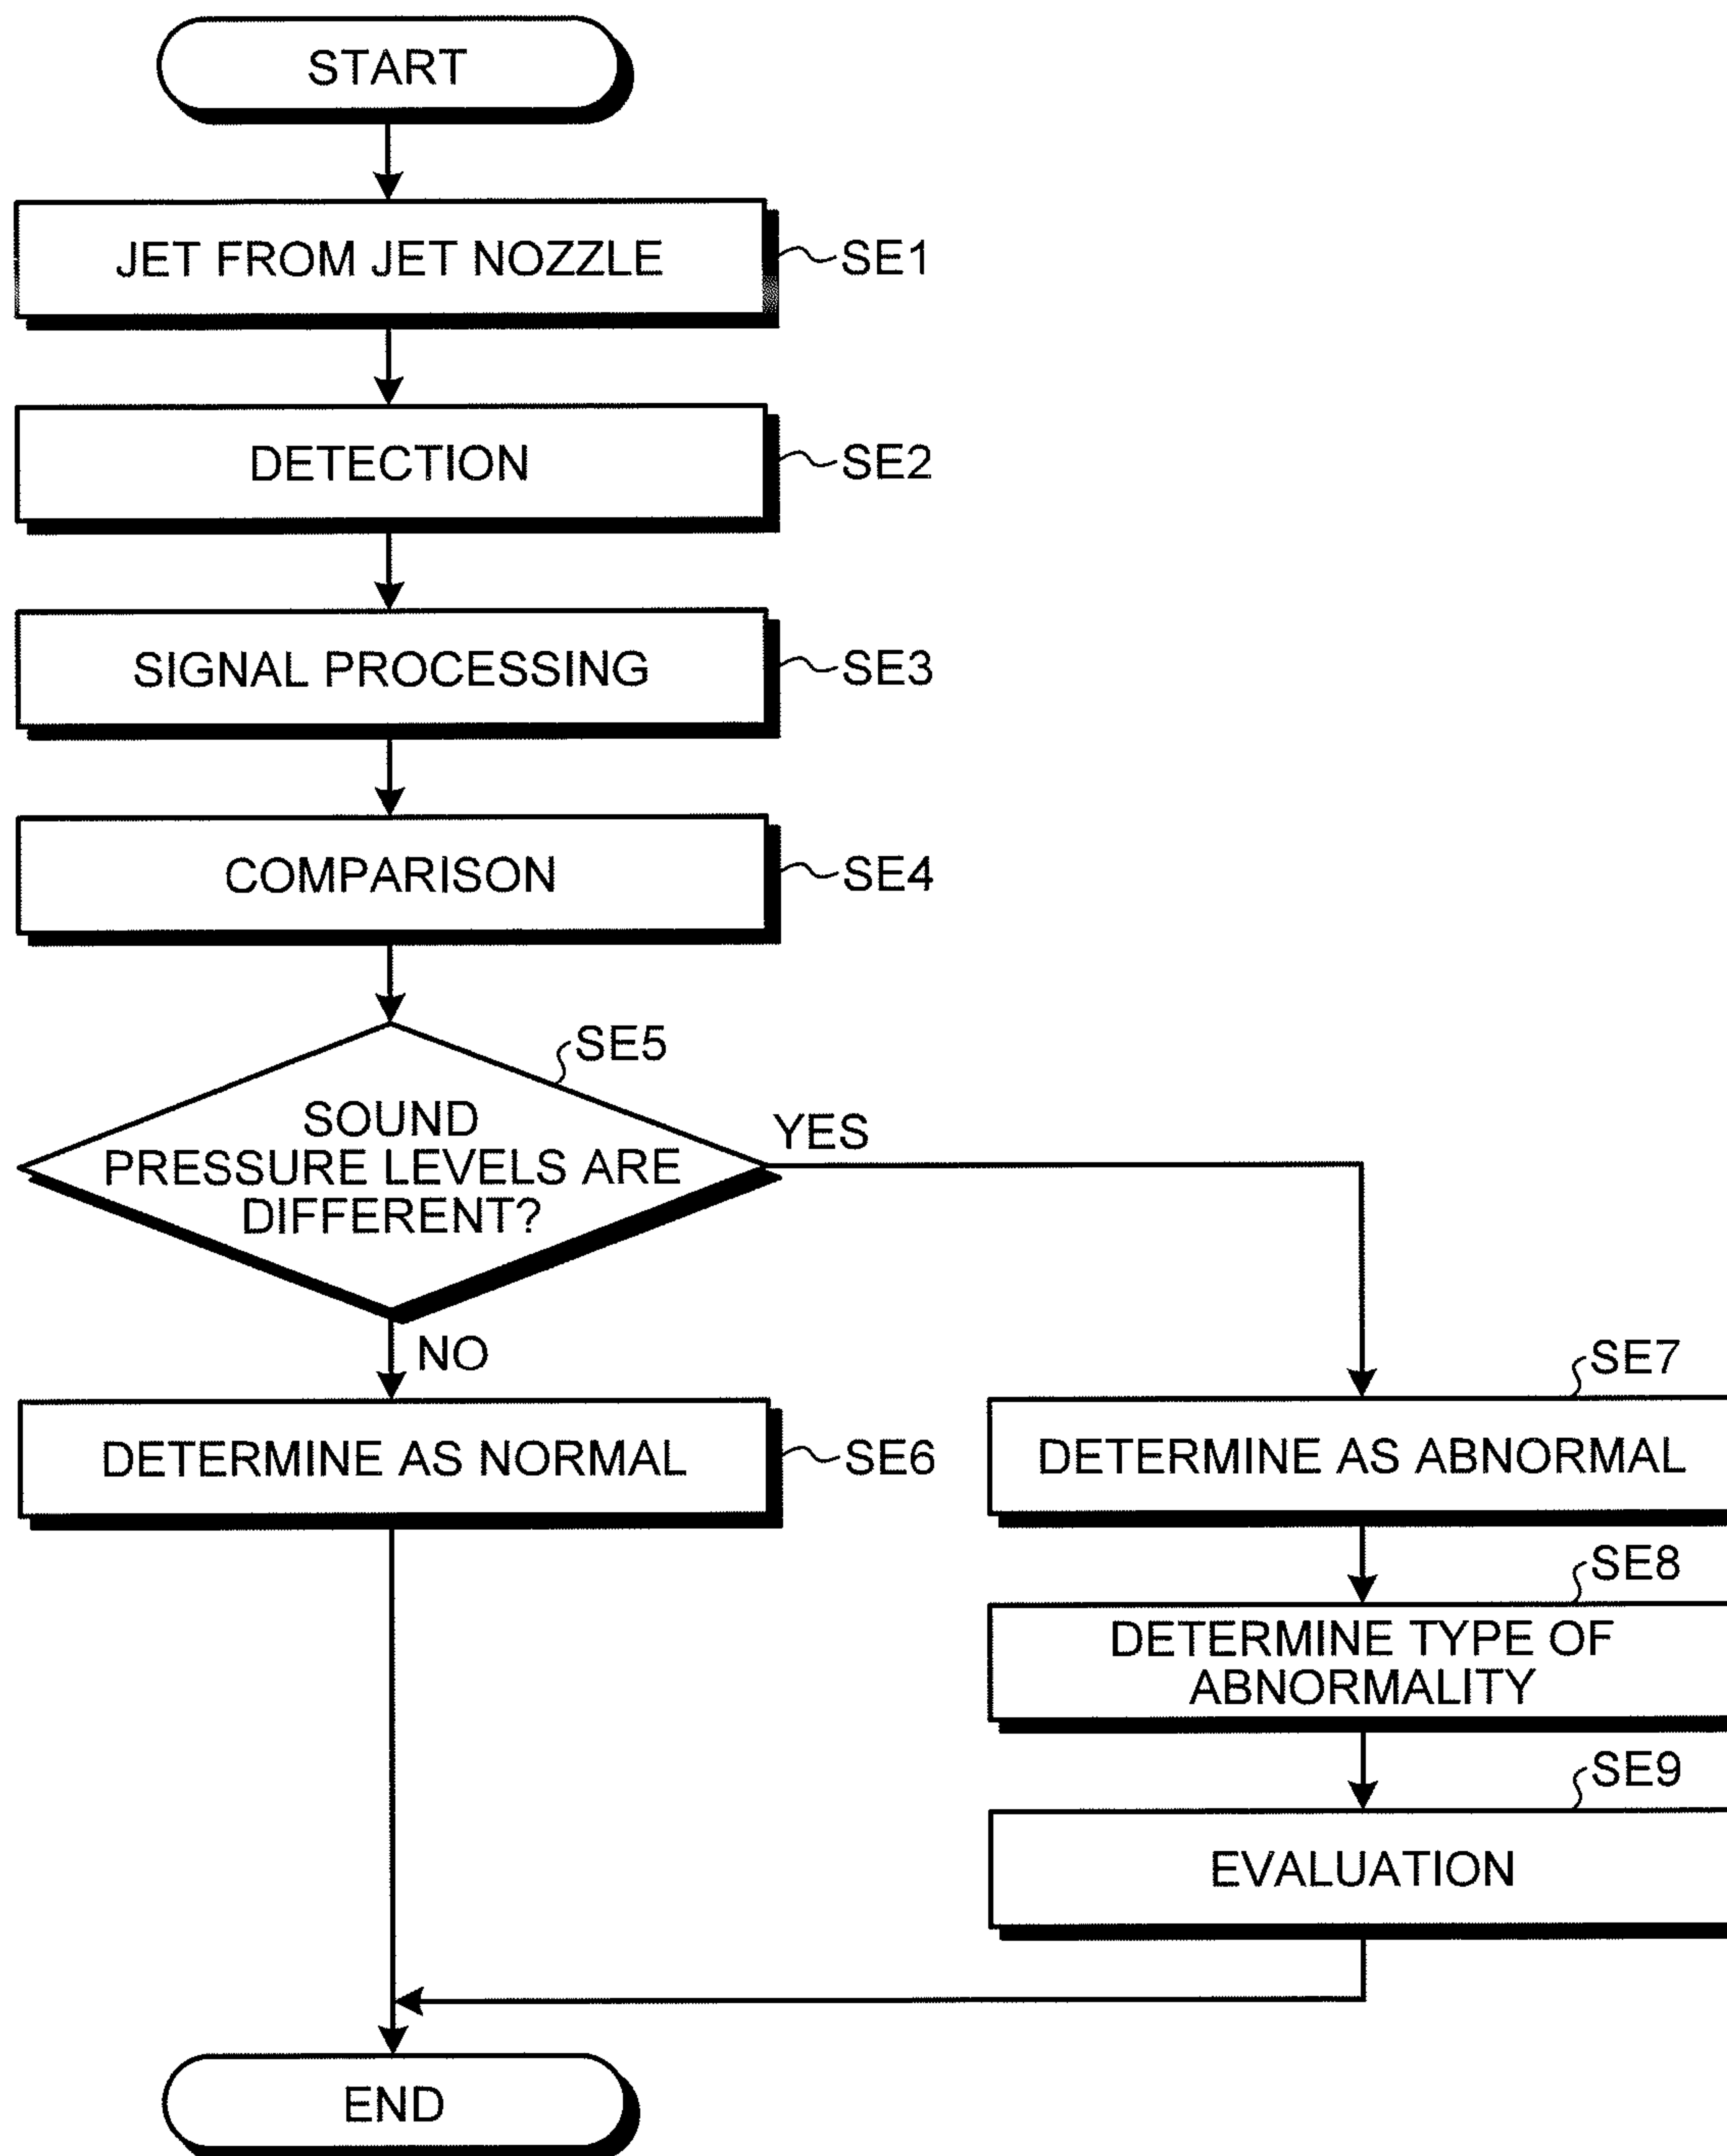 START
JET FROM JET NOZZLE
SE1
DETECTION
SE2
SIGNAL PROCESSING
SE3
COMPARISON
SE4
SE5
SOUND
PRESSURE LEVELS ARE
DIFFERENT?
YES
NO
DETERMINE AS NORMAL
SE6
SE7
DETERMINE AS ABNORMAL
SE8
DETERMINE TYPE OF
ABNORMALITY
SE9
EVALUATION
END